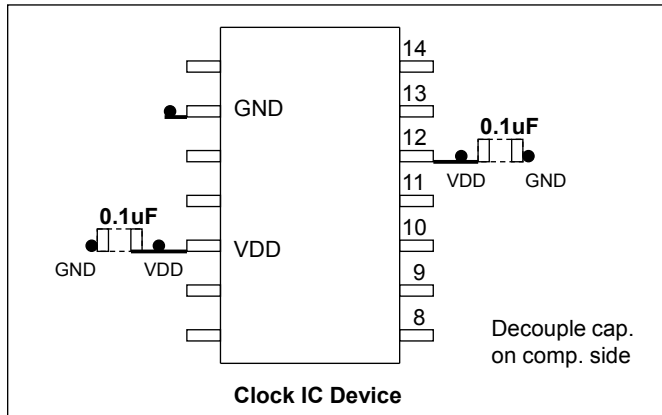 14
GND
13
0.1uF
12
VDD
GND
11
0.1uF
VDD
10
GND
VDD
9
8
Decouple cap.
on comp. side
Clock IC Device